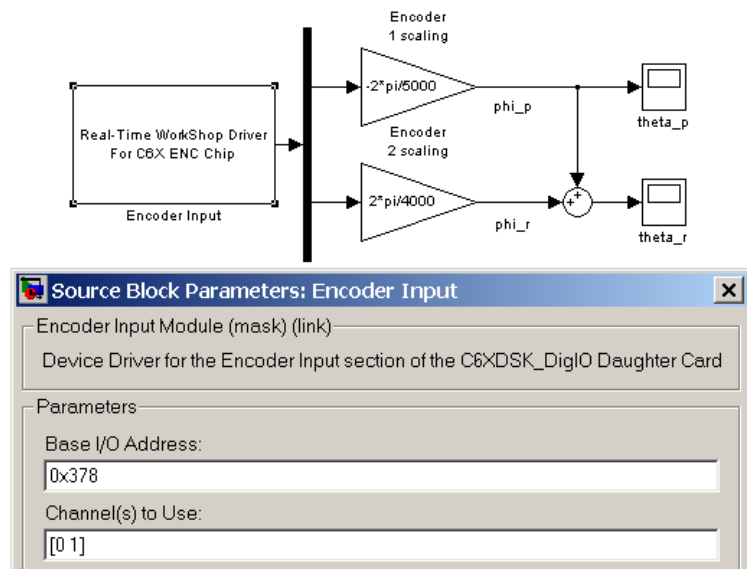 Encoder
1 scaling
-2*pi/5000
phi_p
theta_p
Real-Time WorkShop Driver
For C6X ENC Chip
Encoder Input
Encoder
2 scaling
2*pi/4000
phi_r
++
theta_r
Source Block Parameters: Encoder Input
Encoder Input Module (mask) (link)
Device Driver for the Encoder Input section of the C6XDSK_DigIO Daughter Card
Parameters
Base I/O Address:
0x378
Channel(s) to Use:
[0 1]